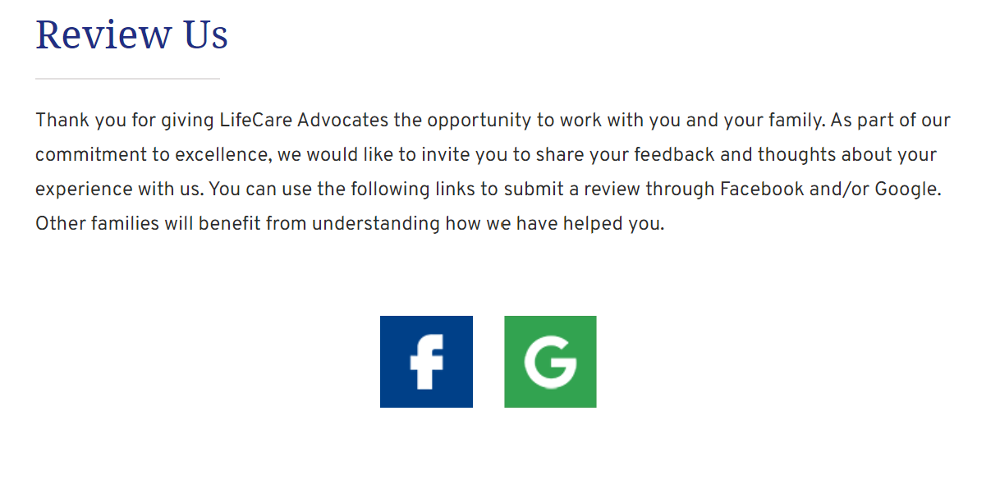 Review Us
Thank you for giving LifeCare Advocates the opportunity to work with you and your family. As part of our
commitment to excellence, we would like to invite you to share your feedback and thoughts about your
experience with us. You can use the following links to submit a review through Facebook and/or Google.
Other families will benefit from understanding how we have helped you.
f G